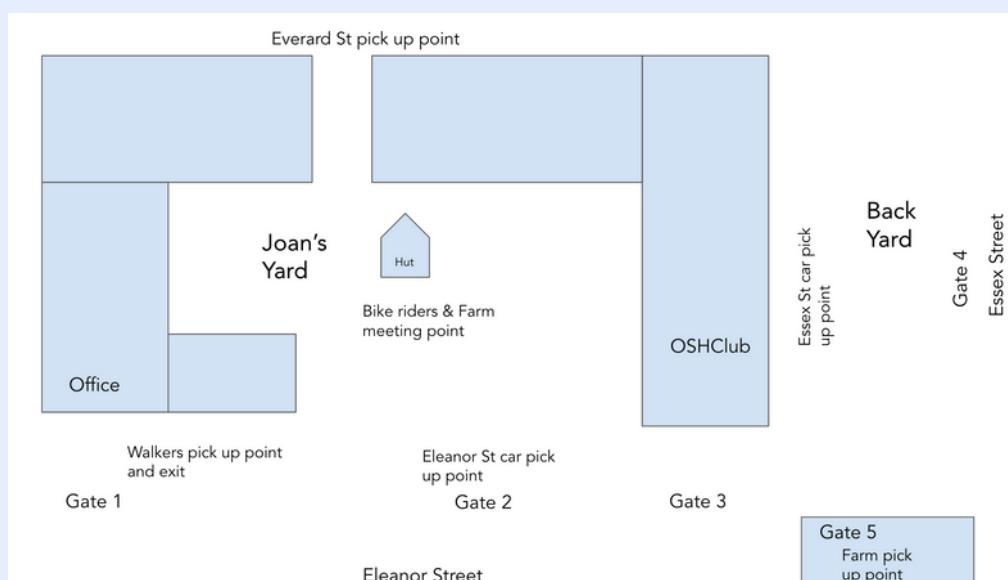 Everard St pick up point
Joan's
Yard
Hut
Bike riders & Farm
meeting point
Back
Yard
Essex St car pick
up point
Gate 4
Essex Street
OSHClub
Office
Walkers pick up point
and exit
Eleanor St car pick
up point
Gate 1
Gate 2
Gate 3
Gate 5
Farm pick
up point
Eleanor Street